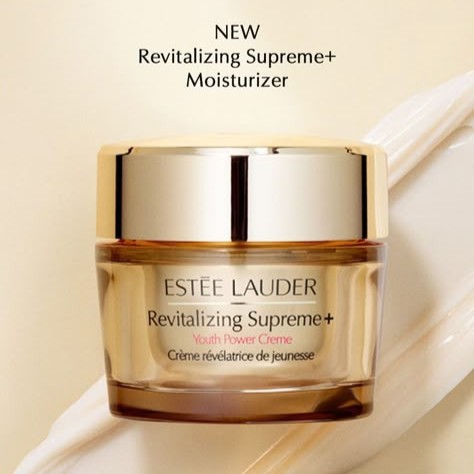 NEW
Revitalizing Supreme+
Moisturizer
ESTĒE LAUDER
Revitalizing Supreme+
Youth Power Creme
Crème révélatrice de jeunesse